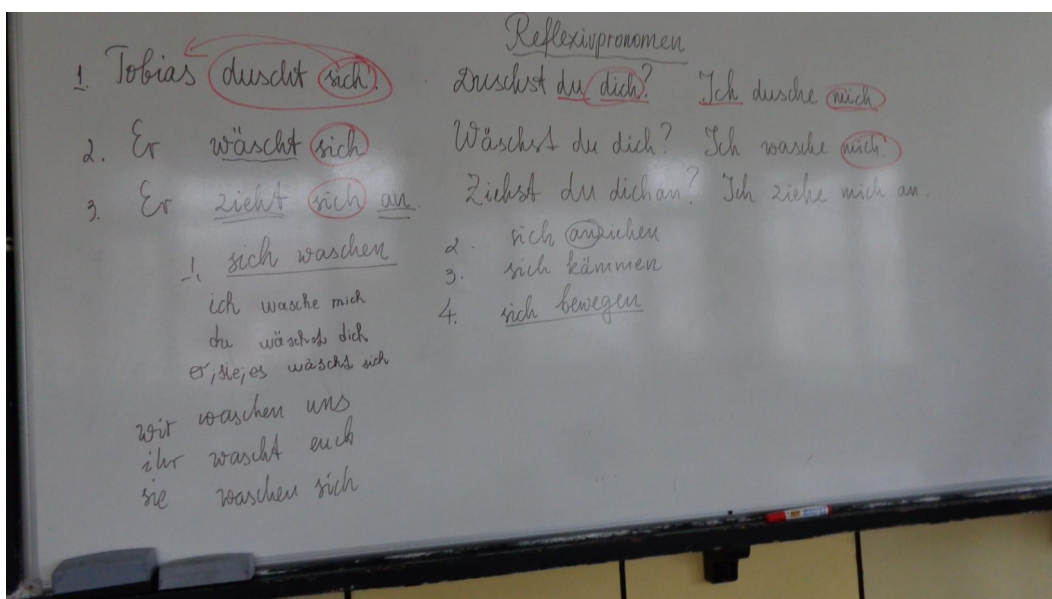 Reflexivpronomen
1. Tobias duscht sich. Duschst du dich? Ich dusche mich
2. Er wäscht sich Wäschst du dich? Ich wasche mich.
3. Er zieht sich an. Ziehst du dich an? Ich ziehe mich an.
1. sich waschen
ich wasche mich
du wäschst dich
er, sie, es wäscht sich
wir waschen uns
ihr wascht euch
sie waschen sich
2. sich anziehen
3. sich kämmen
4. sich bewegen